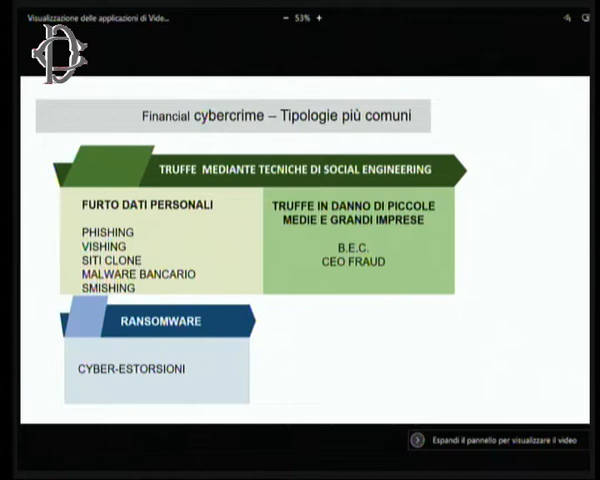 Visualizzazione delle applicazioni di Vide...
− 53% +
Financial cybercrime – Tipologie più comuni
TRUFFE MEDIANTE TECNICHE DI SOCIAL ENGINEERING
FURTO DATI PERSONALI
PHISHING
VISHING
SITI CLONE
MALWARE BANCARIO
SMISHING
TRUFFE IN DANNO DI PICCOLE
MEDIE E GRANDI IMPRESE
B.E.C.
CEO FRAUD
RANSOMWARE
CYBER-ESTORSIONI
Espandi il pannello per visualizzare il video